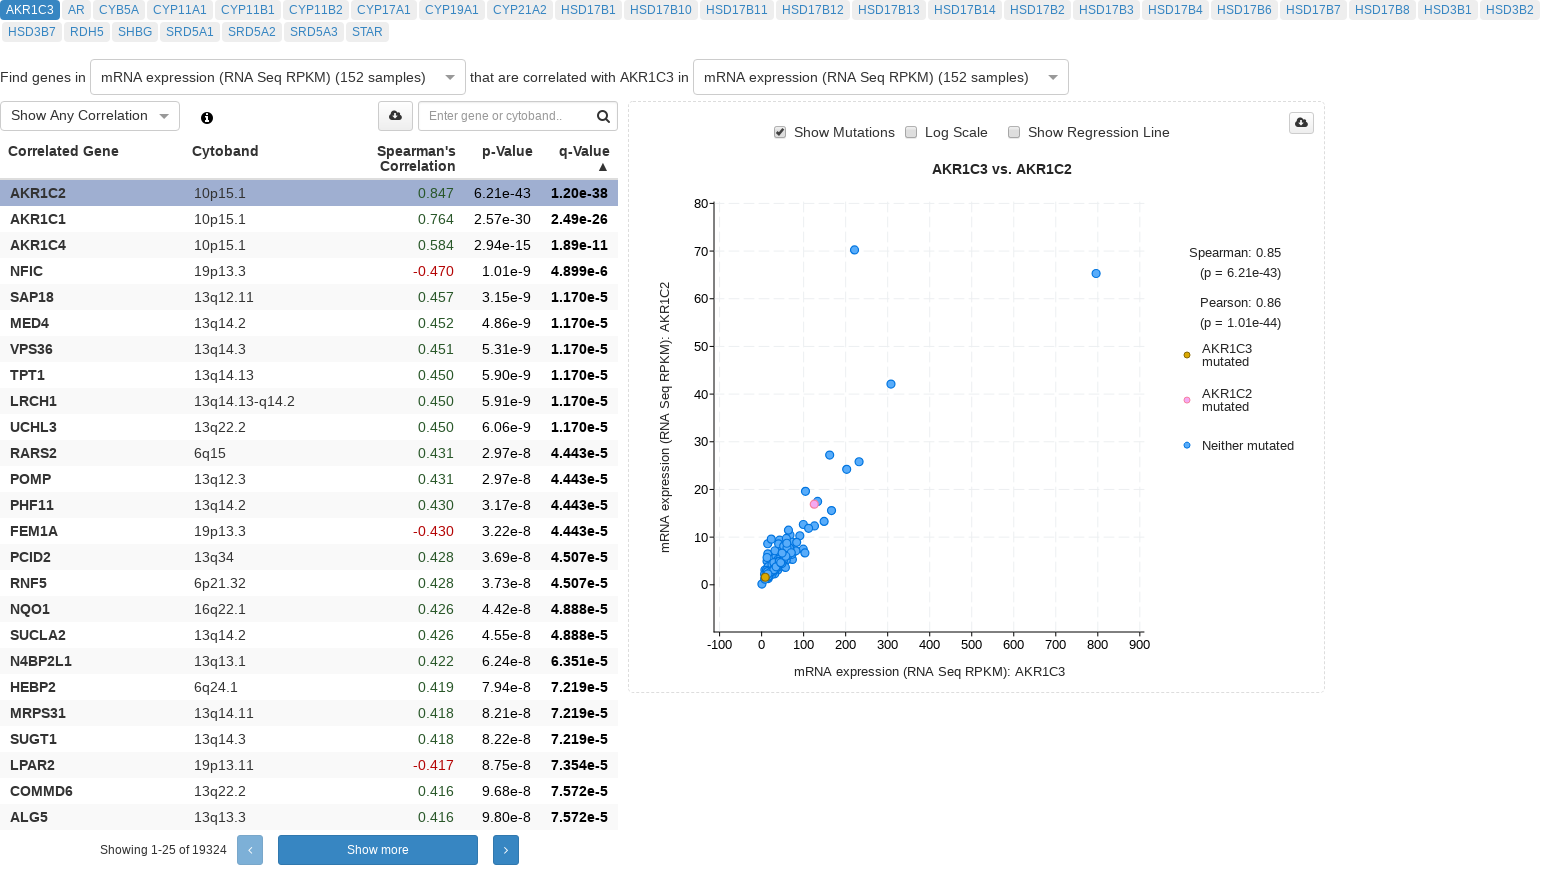 AKR1C3 AR CYB5A CYP11A1 CYP11B1 CYP11B2 CYP17A1 CYP19A1 CYP21A2 HSD17B1 HSD17B10 HSD17B11 HSD17B12 HSD17B13 HSD17B14 HSD17B2 HSD17B3 HSD17B4 HSD17B6 HSD17B7 HSD17B8 HSD3B1 HSD3B2
HSD3B7 RDH5 SHBG SRD5A1 SRD5A2 SRD5A3 STAR
Find genes in mRNA expression (RNA Seq RPKM) (152 samples) that are correlated with AKR1C3 in mRNA expression (RNA Seq RPKM) (152 samples)
Show Any Correlation Enter gene or cytoband..
Correlated Gene Cytoband Spearman's Correlation p-Value q-Value ▲
AKR1C2 10p15.1 0.847 6.21e-43 1.20e-38
AKR1C1 10p15.1 0.764 2.57e-30 2.49e-26
AKR1C4 10p15.1 0.584 2.94e-15 1.89e-11
NFIC 19p13.3 -0.470 1.01e-9 4.899e-6
SAP18 13q12.11 0.457 3.15e-9 1.170e-5
MED4 13q14.2 0.452 4.86e-9 1.170e-5
VPS36 13q14.3 0.451 5.31e-9 1.170e-5
TPT1 13q14.13 0.450 5.90e-9 1.170e-5
LRCH1 13q14.13-q14.2 0.450 5.91e-9 1.170e-5
UCHL3 13q22.2 0.450 6.06e-9 1.170e-5
RARS2 6q15 0.431 2.97e-8 4.443e-5
POMP 13q12.3 0.431 2.97e-8 4.443e-5
PHF11 13q14.2 0.430 3.17e-8 4.443e-5
FEM1A 19p13.3 -0.430 3.22e-8 4.443e-5
PCID2 13q34 0.428 3.69e-8 4.507e-5
RNF5 6p21.32 0.428 3.73e-8 4.507e-5
NQO1 16q22.1 0.426 4.42e-8 4.888e-5
SUCLA2 13q14.2 0.426 4.55e-8 4.888e-5
N4BP2L1 13q13.1 0.422 6.24e-8 6.351e-5
HEBP2 6q24.1 0.419 7.94e-8 7.219e-5
MRPS31 13q14.11 0.418 8.21e-8 7.219e-5
SUGT1 13q14.3 0.418 8.22e-8 7.219e-5
LPAR2 19p13.11 -0.417 8.75e-8 7.354e-5
COMMD6 13q22.2 0.416 9.68e-8 7.572e-5
ALG5 13q13.3 0.416 9.80e-8 7.572e-5
Showing 1-25 of 19324 ‹ Show more ›
Show Mutations Log Scale Show Regression Line
AKR1C3 vs. AKR1C2
80
70
60
50
40
30
20
10
0
mRNA expression (RNA Seq RPKM): AKR1C2
-100 0 100 200 300 400 500 600 700 800 900
mRNA expression (RNA Seq RPKM): AKR1C3
Spearman: 0.85
(p = 6.21e-43)
Pearson: 0.86
(p = 1.01e-44)
AKR1C3
mutated
AKR1C2
mutated
Neither mutated